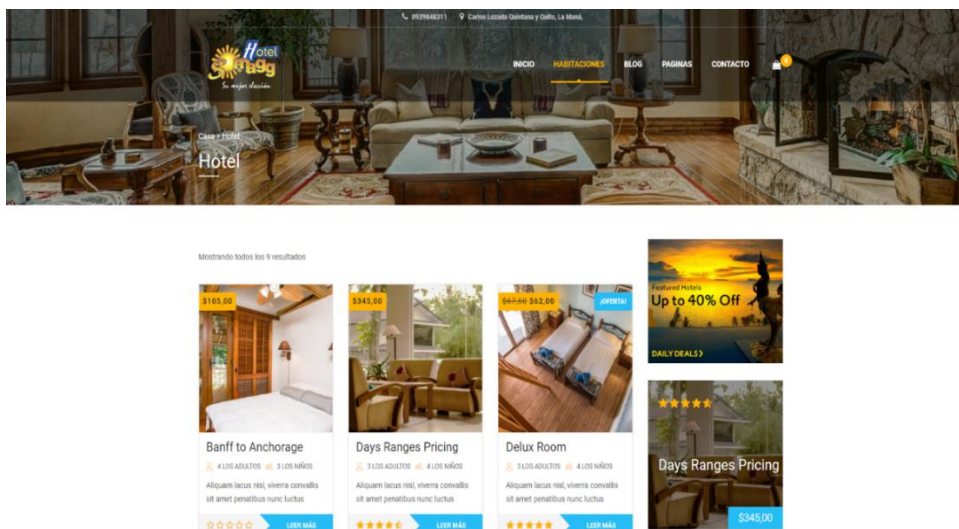 0939848311 Carlos Lozada Quintana y Quito, La Maná,
Hotel
Somagg
Su mejor elección
INICIO HABITACIONES BLOG PAGINAS CONTACTO 0
Casa » Hotel
Hotel
Mostrando todos los 9 resultados
Featured Hotels
Up to 40% Off
DAILY DEALS
$105,00
Banff to Anchorage
4 LOS ADULTOS 3 LOS NIÑOS
Aliquam lacus nisl, viverra convallis
sit amet penatibus nunc luctus
LEER MÁS
$345,00
Days Ranges Pricing
3 LOS ADULTOS 4 LOS NIÑOS
Aliquam lacus nisl, viverra convallis
sit amet penatibus nunc luctus
LEER MÁS
$67,00 $62,00 ¡OFERTA!
Delux Room
3 LOS ADULTOS 4 LOS NIÑOS
Aliquam lacus nisl, viverra convallis
sit amet penatibus nunc luctus
LEER MÁS
Days Ranges Pricing
$345,00